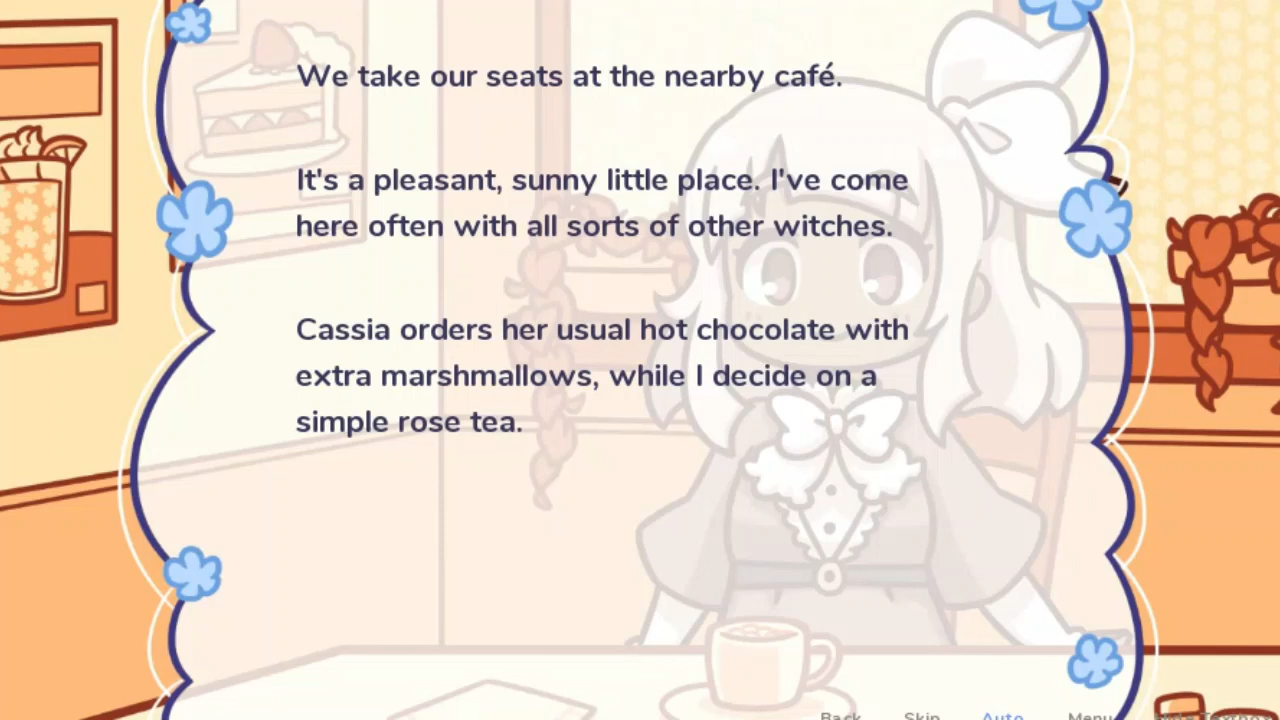 We take our seats at the nearby café.
It's a pleasant, sunny little place. I've come
here often with all sorts of other witches.
Cassia orders her usual hot chocolate with
extra marshmallows, while I decide on a
simple rose tea.
Back Skip Auto Menu